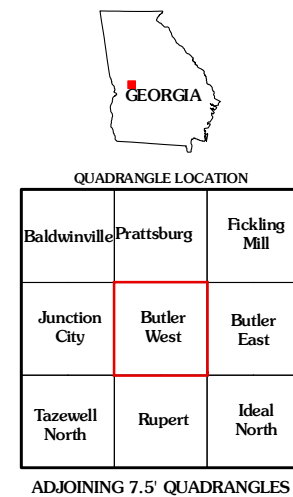 GEORGIA
QUADRANGLE LOCATION
Baldwinville
Prattsburg
Fickling
Mill
Junction
City
Butler
West
Butler
East
Tazewell
North
Rupert
Ideal
North
ADJOINING 7.5' QUADRANGLES